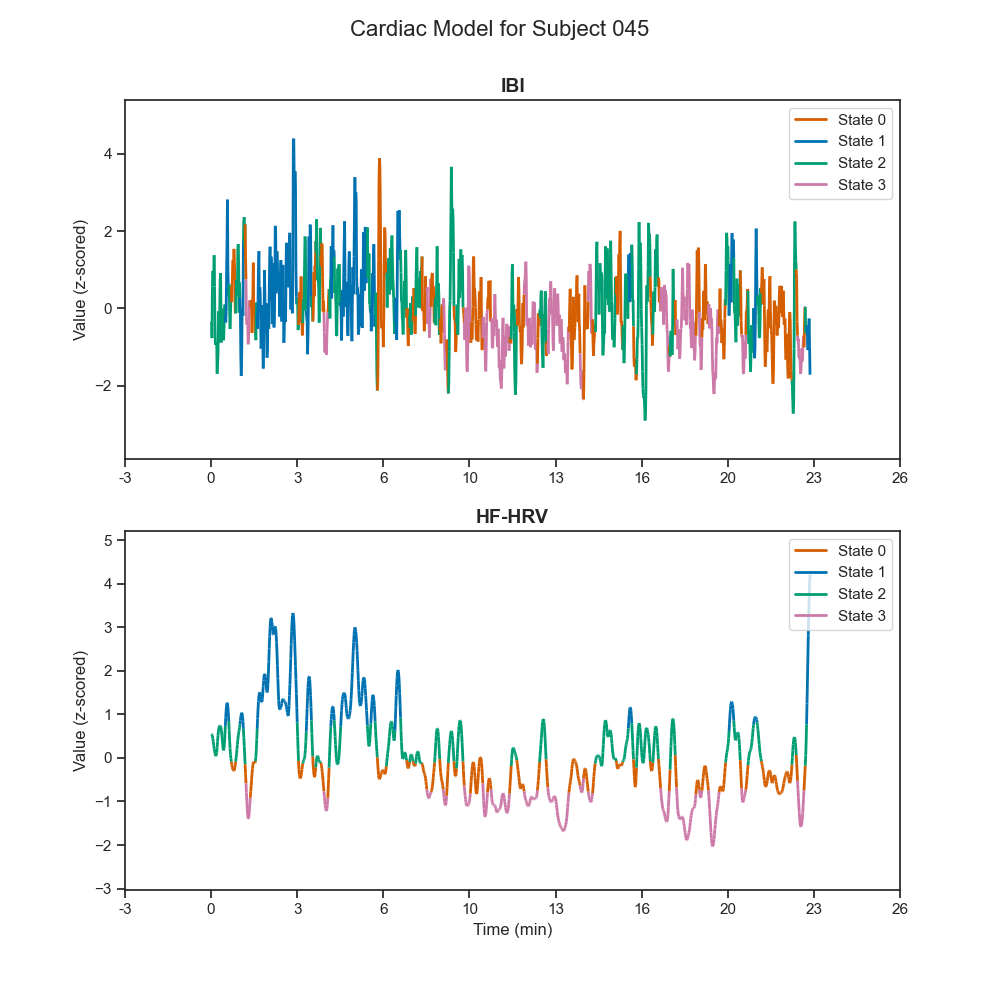 Cardiac Model for Subject 045
IBI
Value (z-scored)
4
2
0
−2
State 0
State 1
State 2
State 3
-3 0 3 6 10 13 16 20 23 26
HF-HRV
Value (z-scored)
5
4
3
2
1
0
−1
−2
−3
State 0
State 1
State 2
State 3
-3 0 3 6 10 13 16 20 23 26
Time (min)